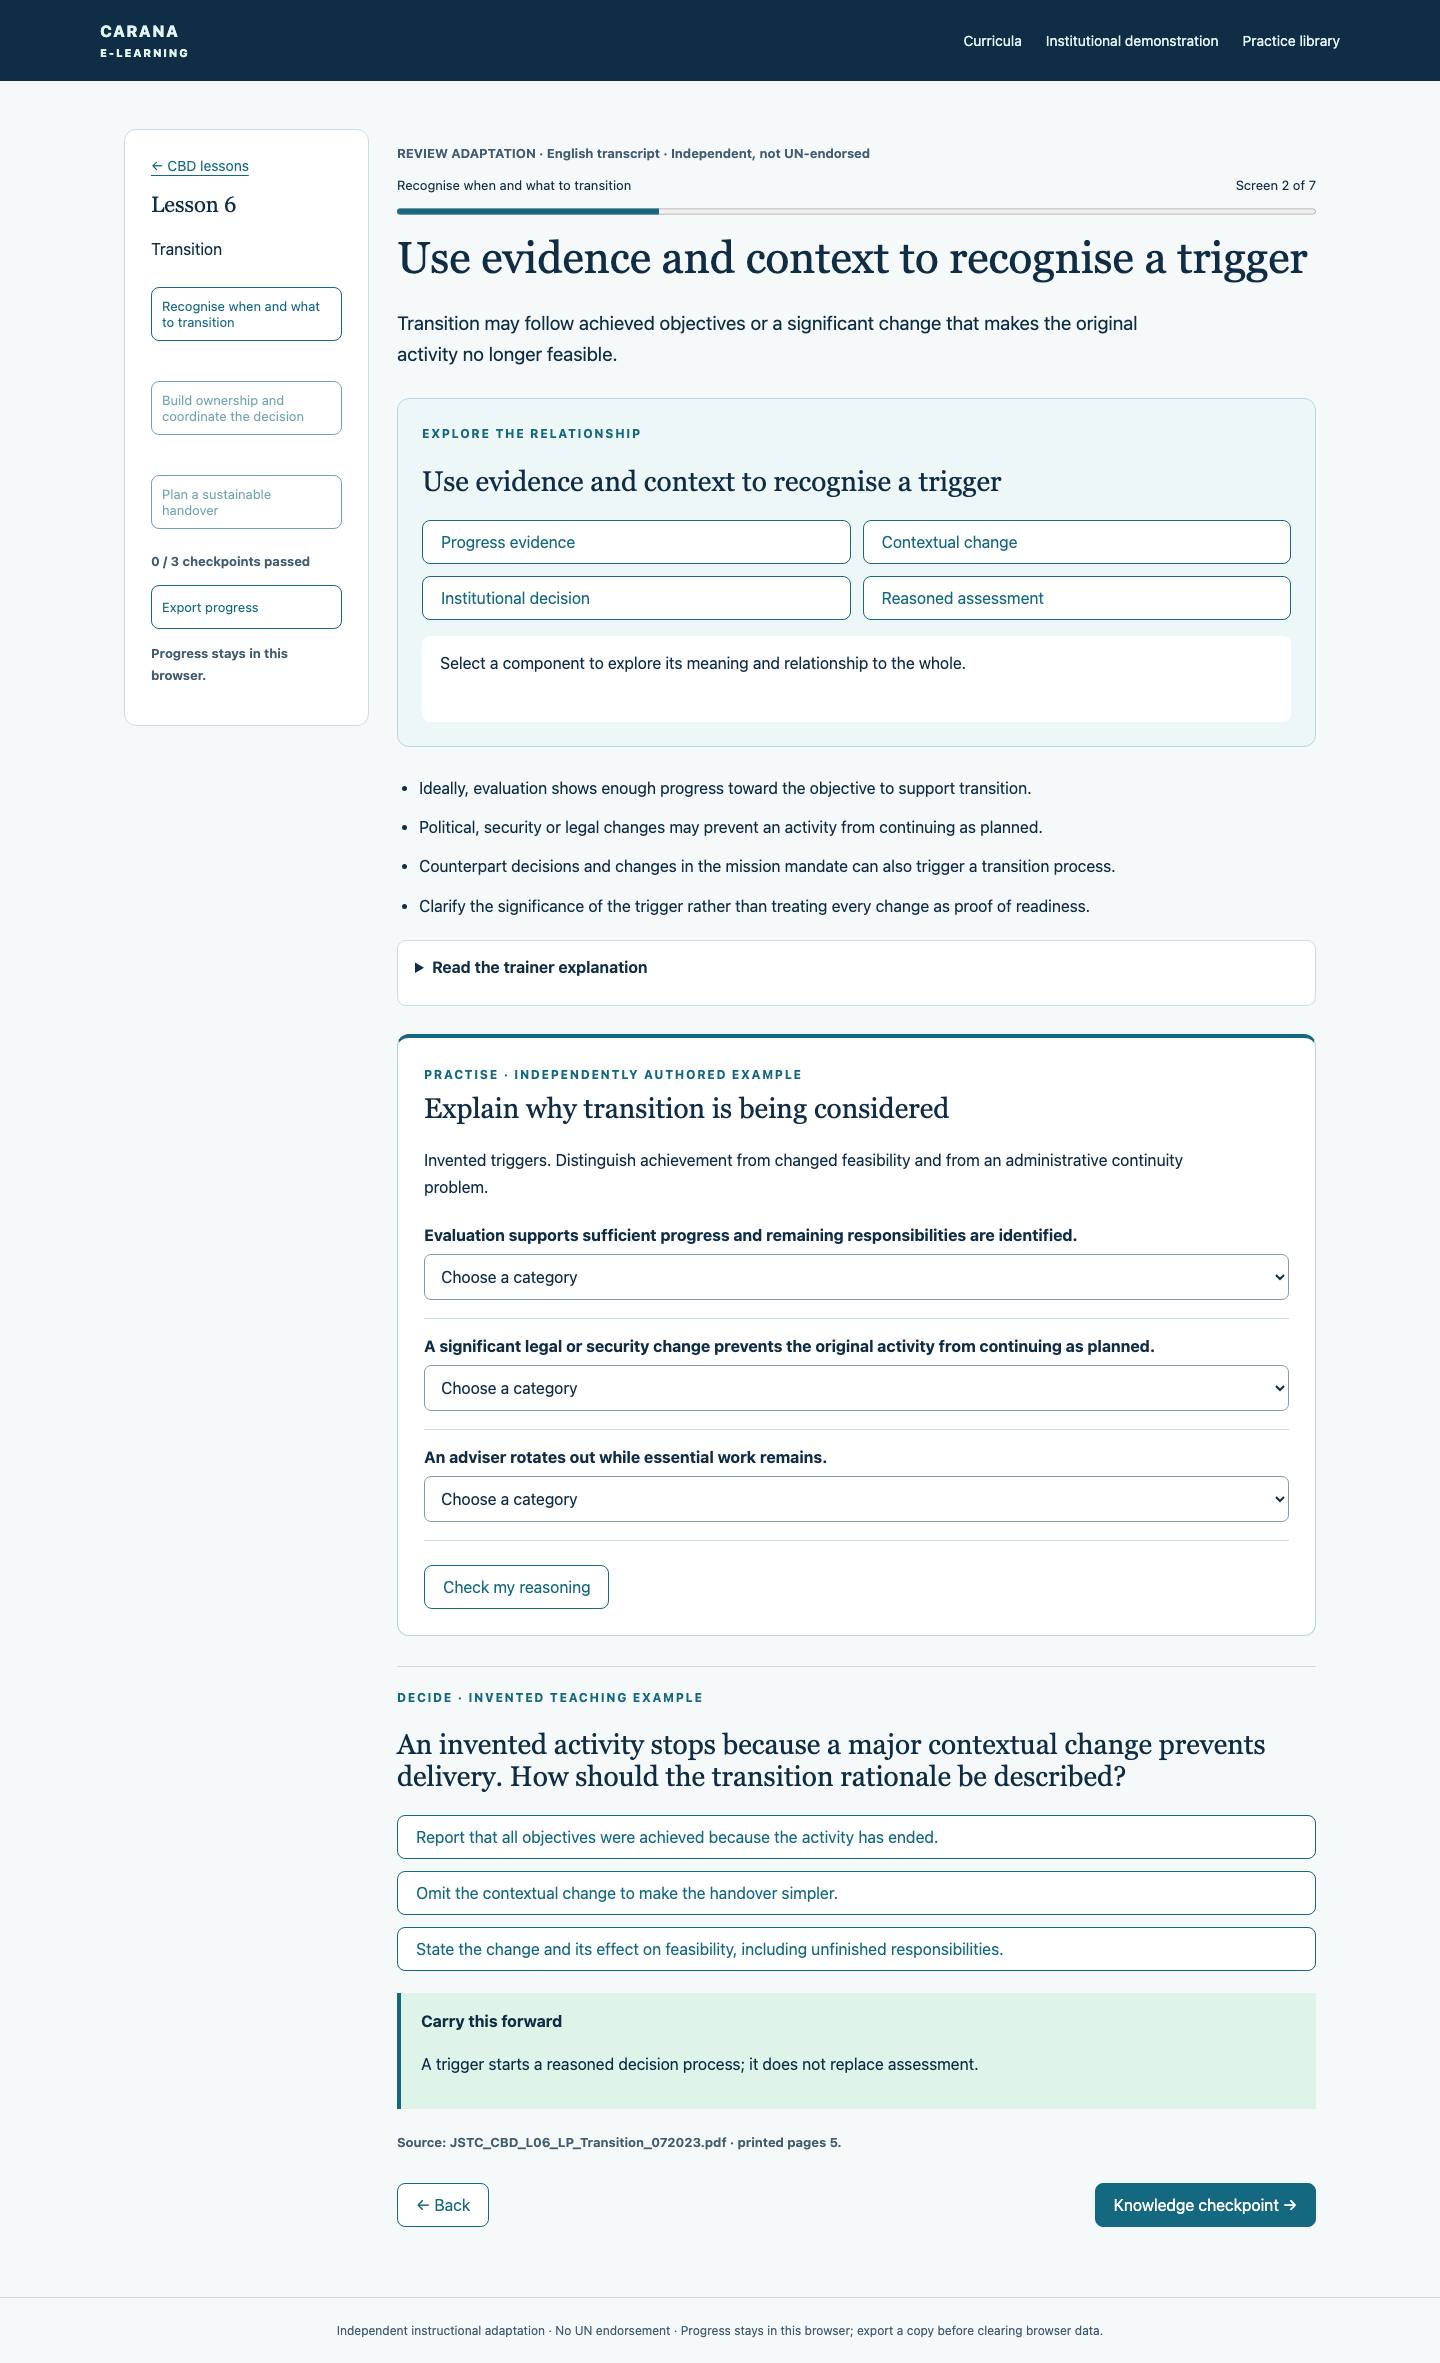 CARANA
E-LEARNING
Curricula Institutional demonstration Practice library
← CBD lessons
Lesson 6
Transition
Recognise when and what
to transition
Build ownership and
coordinate the decision
Plan a sustainable
handover
0 / 3 checkpoints passed
Export progress
Progress stays in this
browser.
REVIEW ADAPTATION · English transcript · Independent, not UN-endorsed
Recognise when and what to transition Screen 2 of 7
Use evidence and context to recognise a trigger
Transition may follow achieved objectives or a significant change that makes the original
activity no longer feasible.
EXPLORE THE RELATIONSHIP
Use evidence and context to recognise a trigger
Progress evidence Contextual change
Institutional decision Reasoned assessment
Select a component to explore its meaning and relationship to the whole.
• Ideally, evaluation shows enough progress toward the objective to support transition.
• Political, security or legal changes may prevent an activity from continuing as planned.
• Counterpart decisions and changes in the mission mandate can also trigger a transition process.
• Clarify the significance of the trigger rather than treating every change as proof of readiness.
▶ Read the trainer explanation
PRACTISE · INDEPENDENTLY AUTHORED EXAMPLE
Explain why transition is being considered
Invented triggers. Distinguish achievement from changed feasibility and from an administrative continuity
problem.
Evaluation supports sufficient progress and remaining responsibilities are identified.
Choose a category
A significant legal or security change prevents the original activity from continuing as planned.
Choose a category
An adviser rotates out while essential work remains.
Choose a category
Check my reasoning
DECIDE · INVENTED TEACHING EXAMPLE
An invented activity stops because a major contextual change prevents
delivery. How should the transition rationale be described?
Report that all objectives were achieved because the activity has ended.
Omit the contextual change to make the handover simpler.
State the change and its effect on feasibility, including unfinished responsibilities.
Carry this forward
A trigger starts a reasoned decision process; it does not replace assessment.
Source: JSTC_CBD_L06_LP_Transition_072023.pdf · printed pages 5.
← Back Knowledge checkpoint →
Independent instructional adaptation · No UN endorsement · Progress stays in this browser; export a copy before clearing browser data.